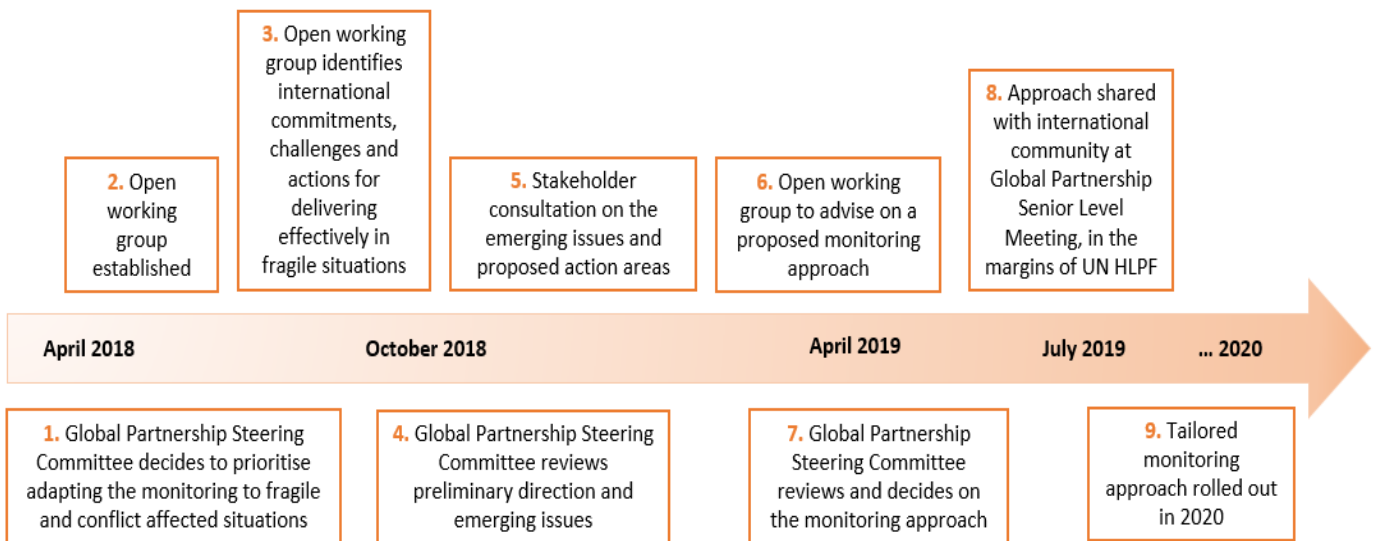 3. Open working
group identifies
international
commitments,
challenges and
actions for
delivering
effectively in
fragile situations
8. Approach shared
with international
community at
Global Partnership
Senior Level
Meeting, in the
margins of UN HLPF
2. Open
working
group
established
5. Stakeholder
consultation on the
emerging issues and
proposed action areas
6. Open working
group to advise on a
proposed monitoring
approach
April 2018
October 2018
April 2019
July 2019
... 2020
1. Global Partnership Steering
Committee decides to prioritise
adapting the monitoring to fragile
and conflict affected situations
4. Global Partnership Steering
Committee reviews
preliminary direction and
emerging issues
7. Global Partnership
Steering Committee
reviews and decides on
the monitoring approach
9. Tailored
monitoring
approach rolled out
in 2020